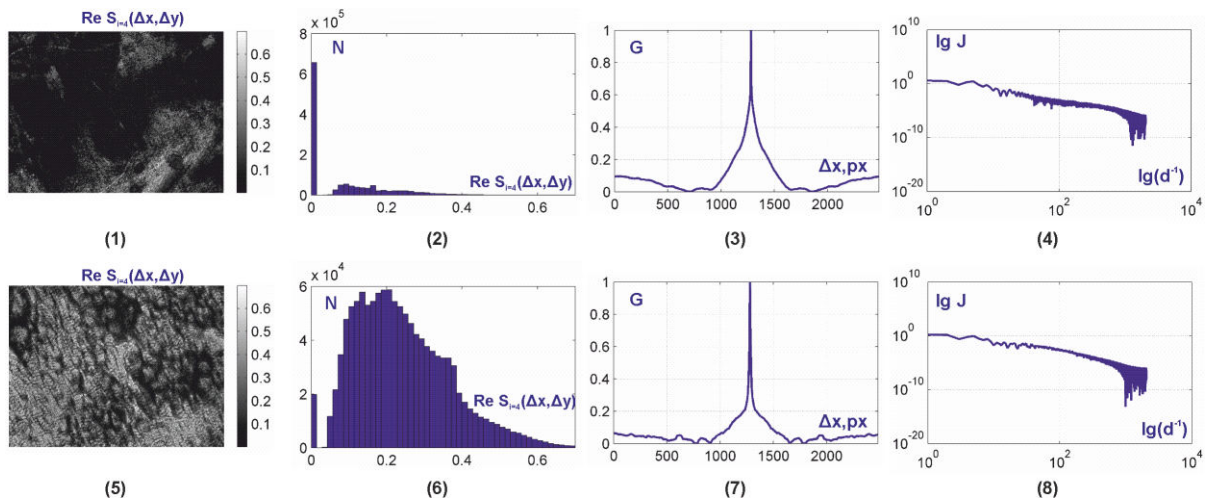 Re S_{i=4}(Δx,Δy)
0.6
0.5
0.4
0.3
0.2
0.1
(1)
x 10^5
N
8
6
4
2
0
Re S_{i=4}(Δx,Δy)
0 0.2 0.4 0.6
(2)
G
1
0.8
0.6
0.4
0.2
0
Δx,px
0 500 1000 1500 2000
(3)
lg J
10^10
10^0
10^-10
10^-20
lg(d^-1)
10^0 10^2 10^4
(4)
Re S_{i=4}(Δx,Δy)
0.6
0.5
0.4
0.3
0.2
0.1
(5)
x 10^4
N
6
4
2
0
Re S_{i=4}(Δx,Δy)
0 0.2 0.4 0.6
(6)
G
1
0.8
0.6
0.4
0.2
0
Δx,px
0 500 1000 1500 2000
(7)
lg J
10^10
10^0
10^-10
10^-20
lg(d^-1)
10^0 10^2 10^4
(8)